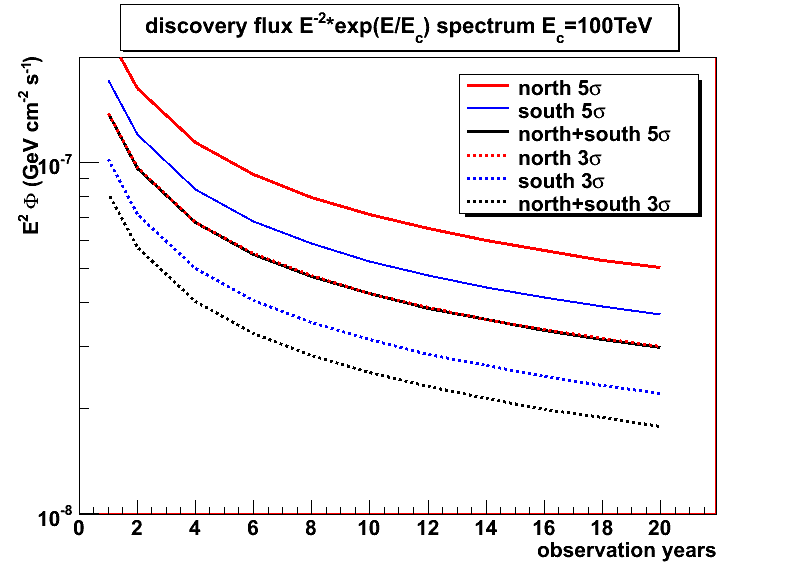 discovery flux E⁻²*exp(E/E_c) spectrum E_c=100TeV
E² Φ (GeV cm⁻² s⁻¹)
north 5σ
south 5σ
north+south 5σ
north 3σ
south 3σ
north+south 3σ
10⁻⁷
10⁻⁸
0 2 4 6 8 10 12 14 16 18 20
observation years